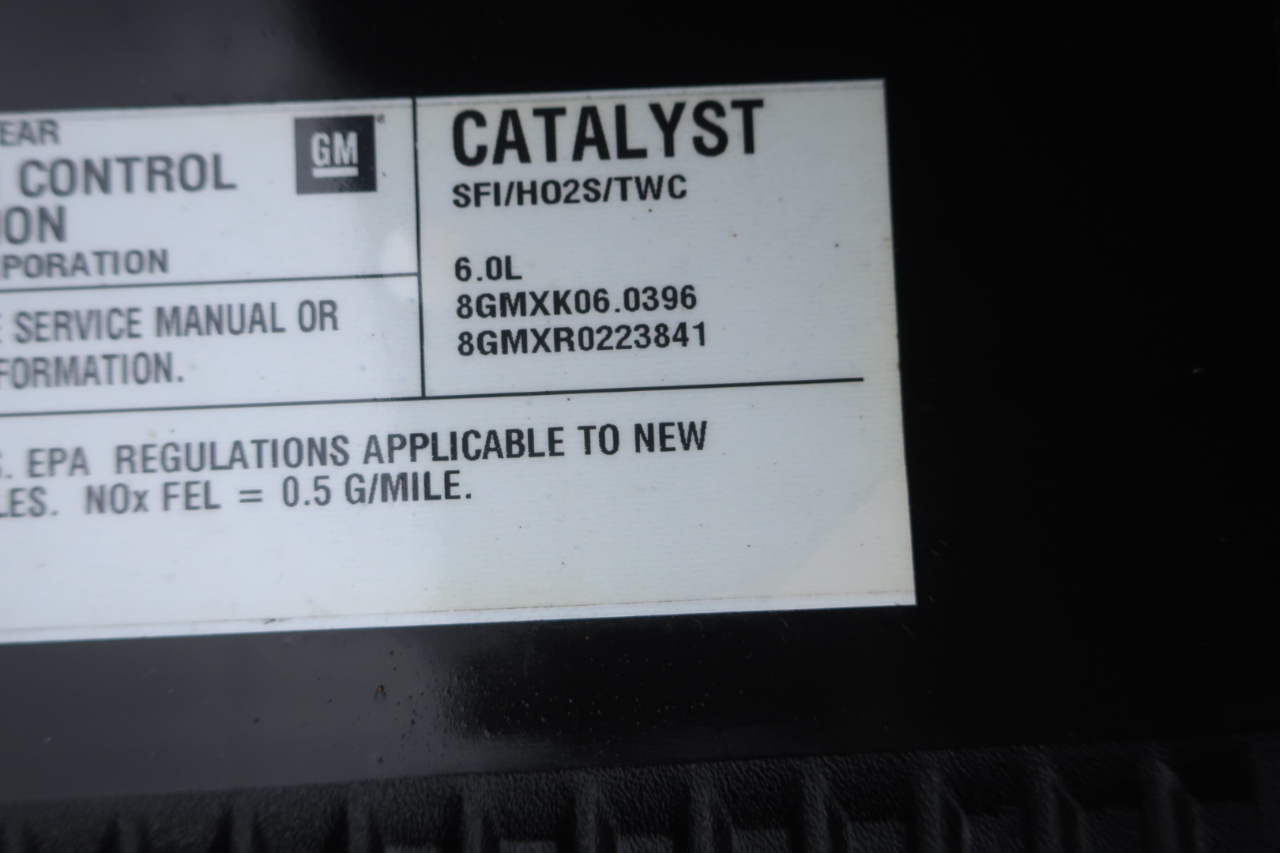 EAR
CONTROL
ION
PORATION
GM
SERVICE MANUAL OR
FORMATION.
CATALYST
SFI/HO2S/TWC
6.0L
8GMXK06.0396
8GMXR0223841
. EPA REGULATIONS APPLICABLE TO NEW
LES. NOx FEL = 0.5 G/MILE.